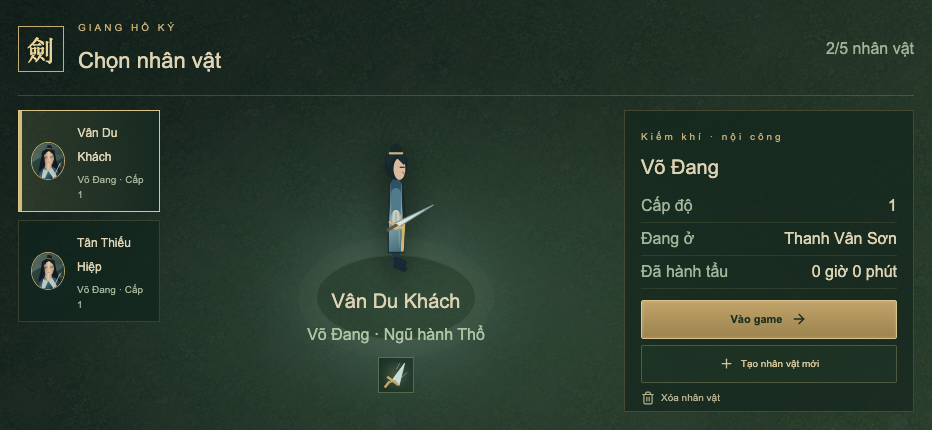 劍
GIANG HỒ KÝ
Chọn nhân vật
2/5 nhân vật
Vân Du
Khách
Võ Đang · Cấp
1
Tân Thiếu
Hiệp
Võ Đang · Cấp
1
Vân Du Khách
Võ Đang · Ngũ hành Thổ
Kiếm khí · nội công
Võ Đang
Cấp độ 1
Đang ở Thanh Vân Sơn
Đã hành tẩu 0 giờ 0 phút
Vào game →
+ Tạo nhân vật mới
Xóa nhân vật